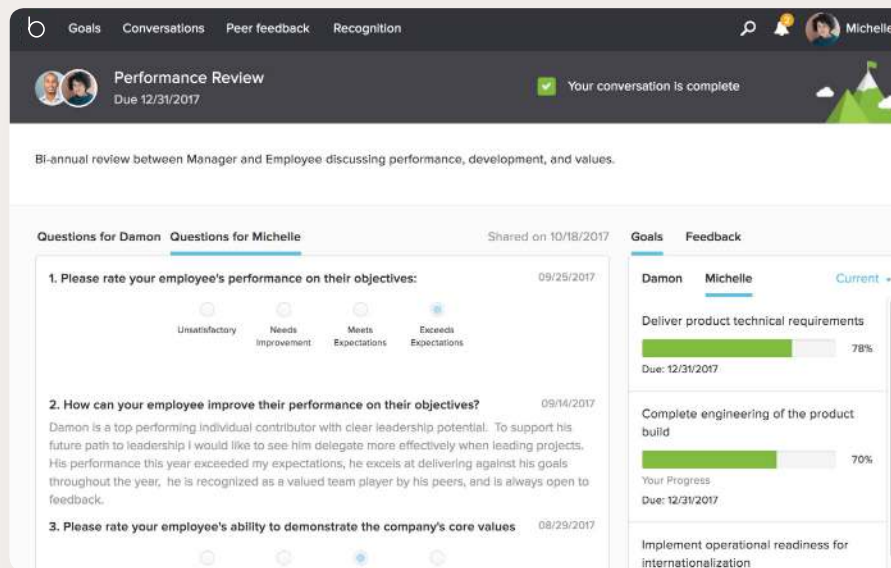 b Goals Conversations Peer feedback Recognition 2 Michelle
Performance Review
Due 12/31/2017
Your conversation is complete
Bi-annual review between Manager and Employee discussing performance, development, and values.
Questions for Damon Questions for Michelle Shared on 10/18/2017
1. Please rate your employee's performance on their objectives: 09/25/2017
Unsatisfactory
Needs
Improvement
Meets
Expectations
Exceeds
Expectations
2. How can your employee improve their performance on their objectives? 09/14/2017
Damon is a top performing individual contributor with clear leadership potential. To support his
future path to leadership I would like to see him delegate more effectively when leading projects.
His performance this year exceeded my expectations, he excels at delivering against his goals
throughout the year, he is recognized as a valued team player by his peers, and is always open to
feedback.
3. Please rate your employee's ability to demonstrate the company's core values 08/29/2017
Goals Feedback
Damon Michelle Current
Deliver product technical requirements
78%
Due: 12/31/2017
Complete engineering of the product
build
70%
Your Progress
Due: 12/31/2017
Implement operational readiness for
internationalization